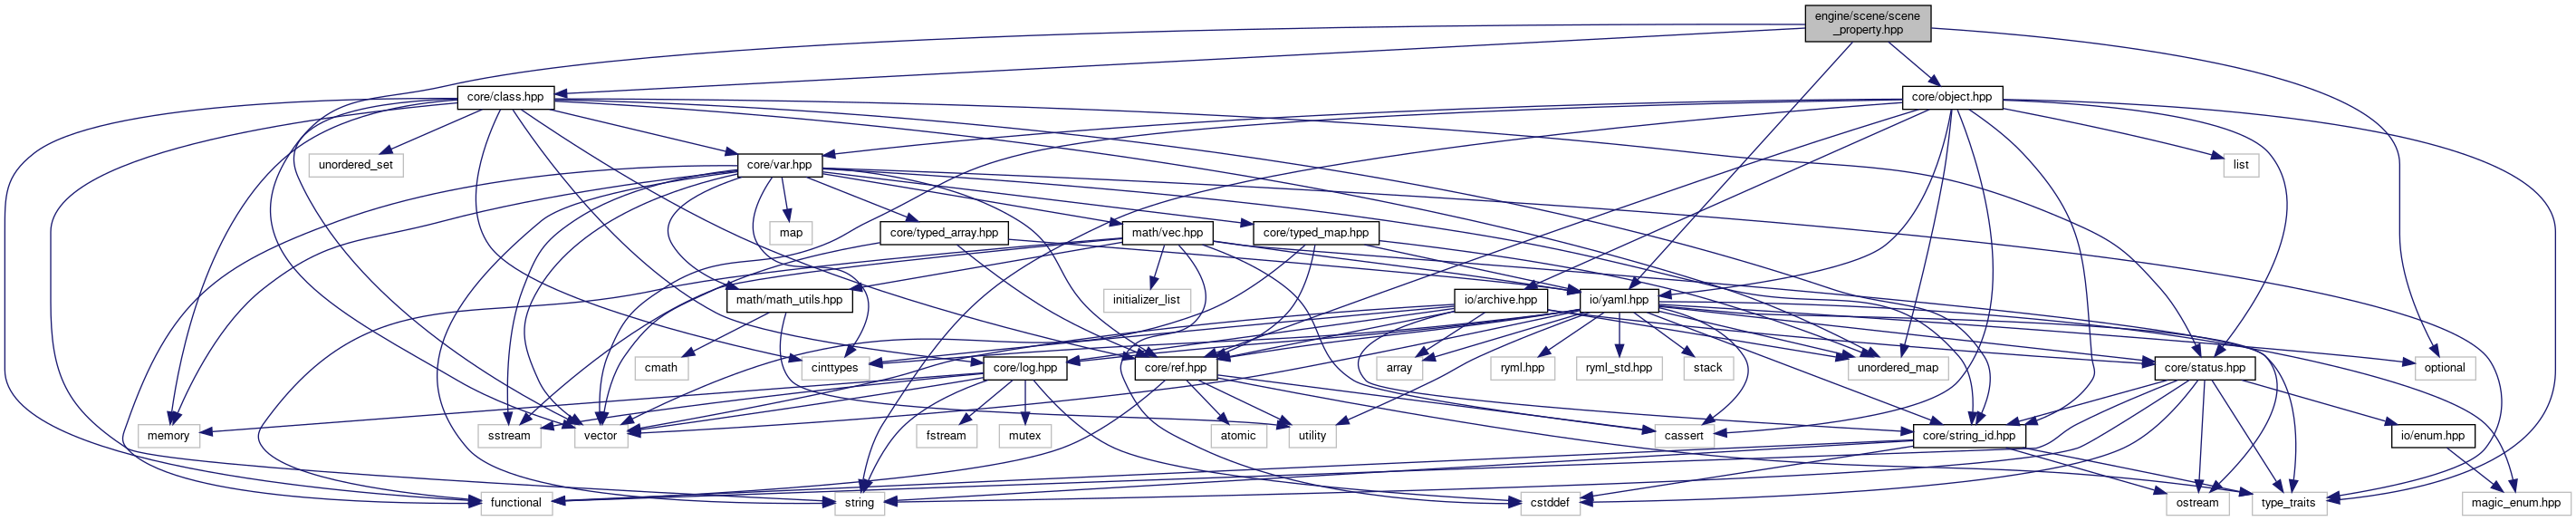 engine/scene/scene
_property.hpp
core/class.hpp
core/object.hpp
unordered_set
core/var.hpp
list
map
core/typed_array.hpp
math/vec.hpp
core/typed_map.hpp
math/math_utils.hpp
initializer_list
io/archive.hpp
io/yaml.hpp
cmath
cinttypes
core/log.hpp
core/ref.hpp
array
ryml.hpp
ryml_std.hpp
stack
unordered_map
core/status.hpp
optional
memory
sstream
vector
fstream
mutex
atomic
utility
cassert
core/string_id.hpp
io/enum.hpp
functional
string
cstddef
ostream
type_traits
magic_enum.hpp